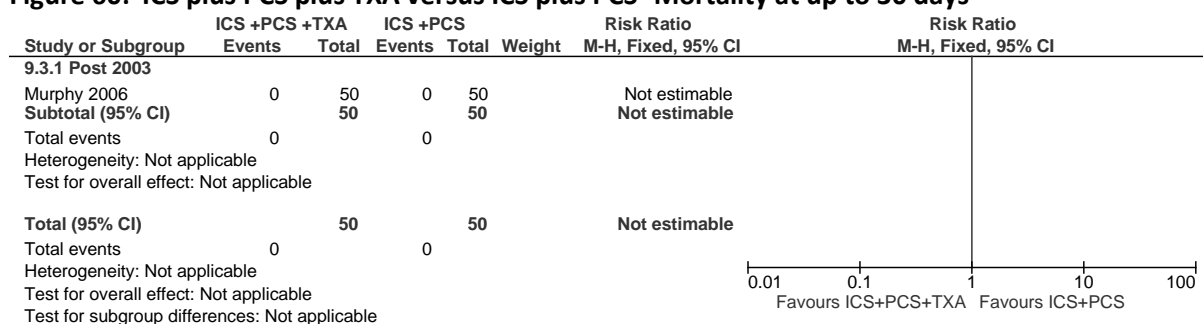 Figure 60: ICS plus PCS plus TXA versus ICS plus PCS- Mortality at up to 30 days
ICS +PCS +TXA ICS +PCS Risk Ratio Risk Ratio
Study or Subgroup Events Total Events Total Weight M-H, Fixed, 95% CI M-H, Fixed, 95% CI
9.3.1 Post 2003
Murphy 2006 0 50 0 50 Not estimable
Subtotal (95% CI) 50 50 Not estimable
Total events 0 0
Heterogeneity: Not applicable
Test for overall effect: Not applicable
Total (95% CI) 50 50 Not estimable
Total events 0 0
Heterogeneity: Not applicable
Test for overall effect: Not applicable
Test for subgroup differences: Not applicable
0.01 0.1 1 10 100
Favours ICS+PCS+TXA Favours ICS+PCS